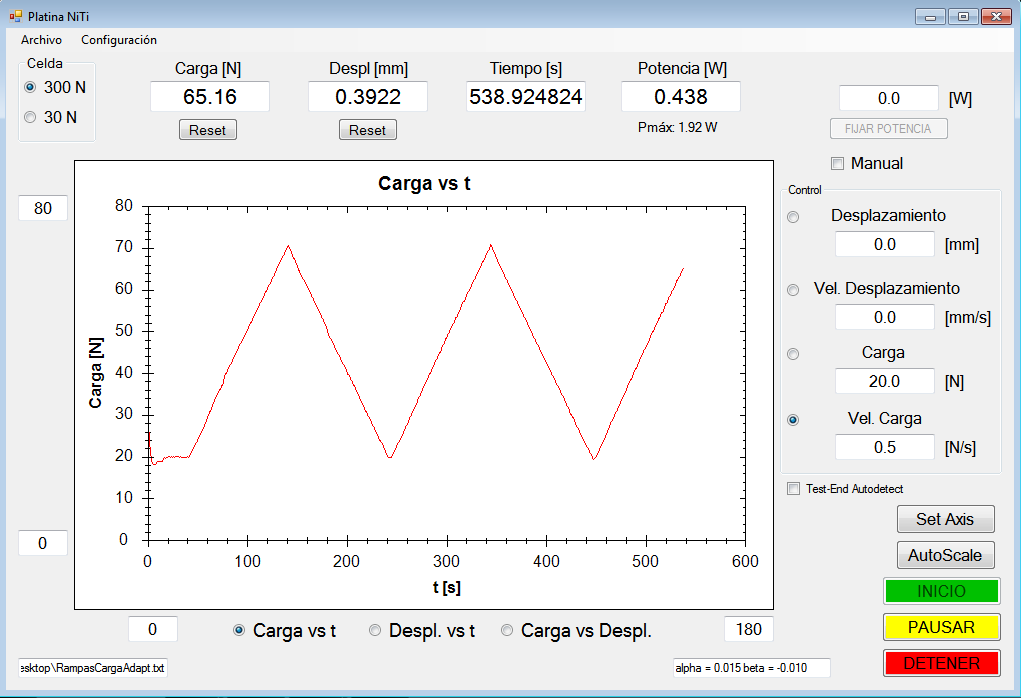 Platina NiTi
Archivo Configuración
Celda
300 N
30 N
Carga [N] Despl [mm] Tiempo [s] Potencia [W]
65.16 0.3922 538.924824 0.438
Reset Reset Pmáx: 1.92 W
0.0 [W]
FIJAR POTENCIA
Manual
80
0
Carga vs t
Carga [N]
80
70
60
50
40
30
20
10
0
0 100 200 300 400 500 600
t [s]
Control
Desplazamiento
0.0 [mm]
Vel. Desplazamiento
0.0 [mm/s]
Carga
20.0 [N]
Vel. Carga
0.5 [N/s]
Test-End Autodetect
Set Axis
AutoScale
INICIO
PAUSAR
DETENER
0 Carga vs t Despl. vs t Carga vs Despl. 180
esktop\RampasCargaAdapt.txt alpha = 0.015 beta = -0.010